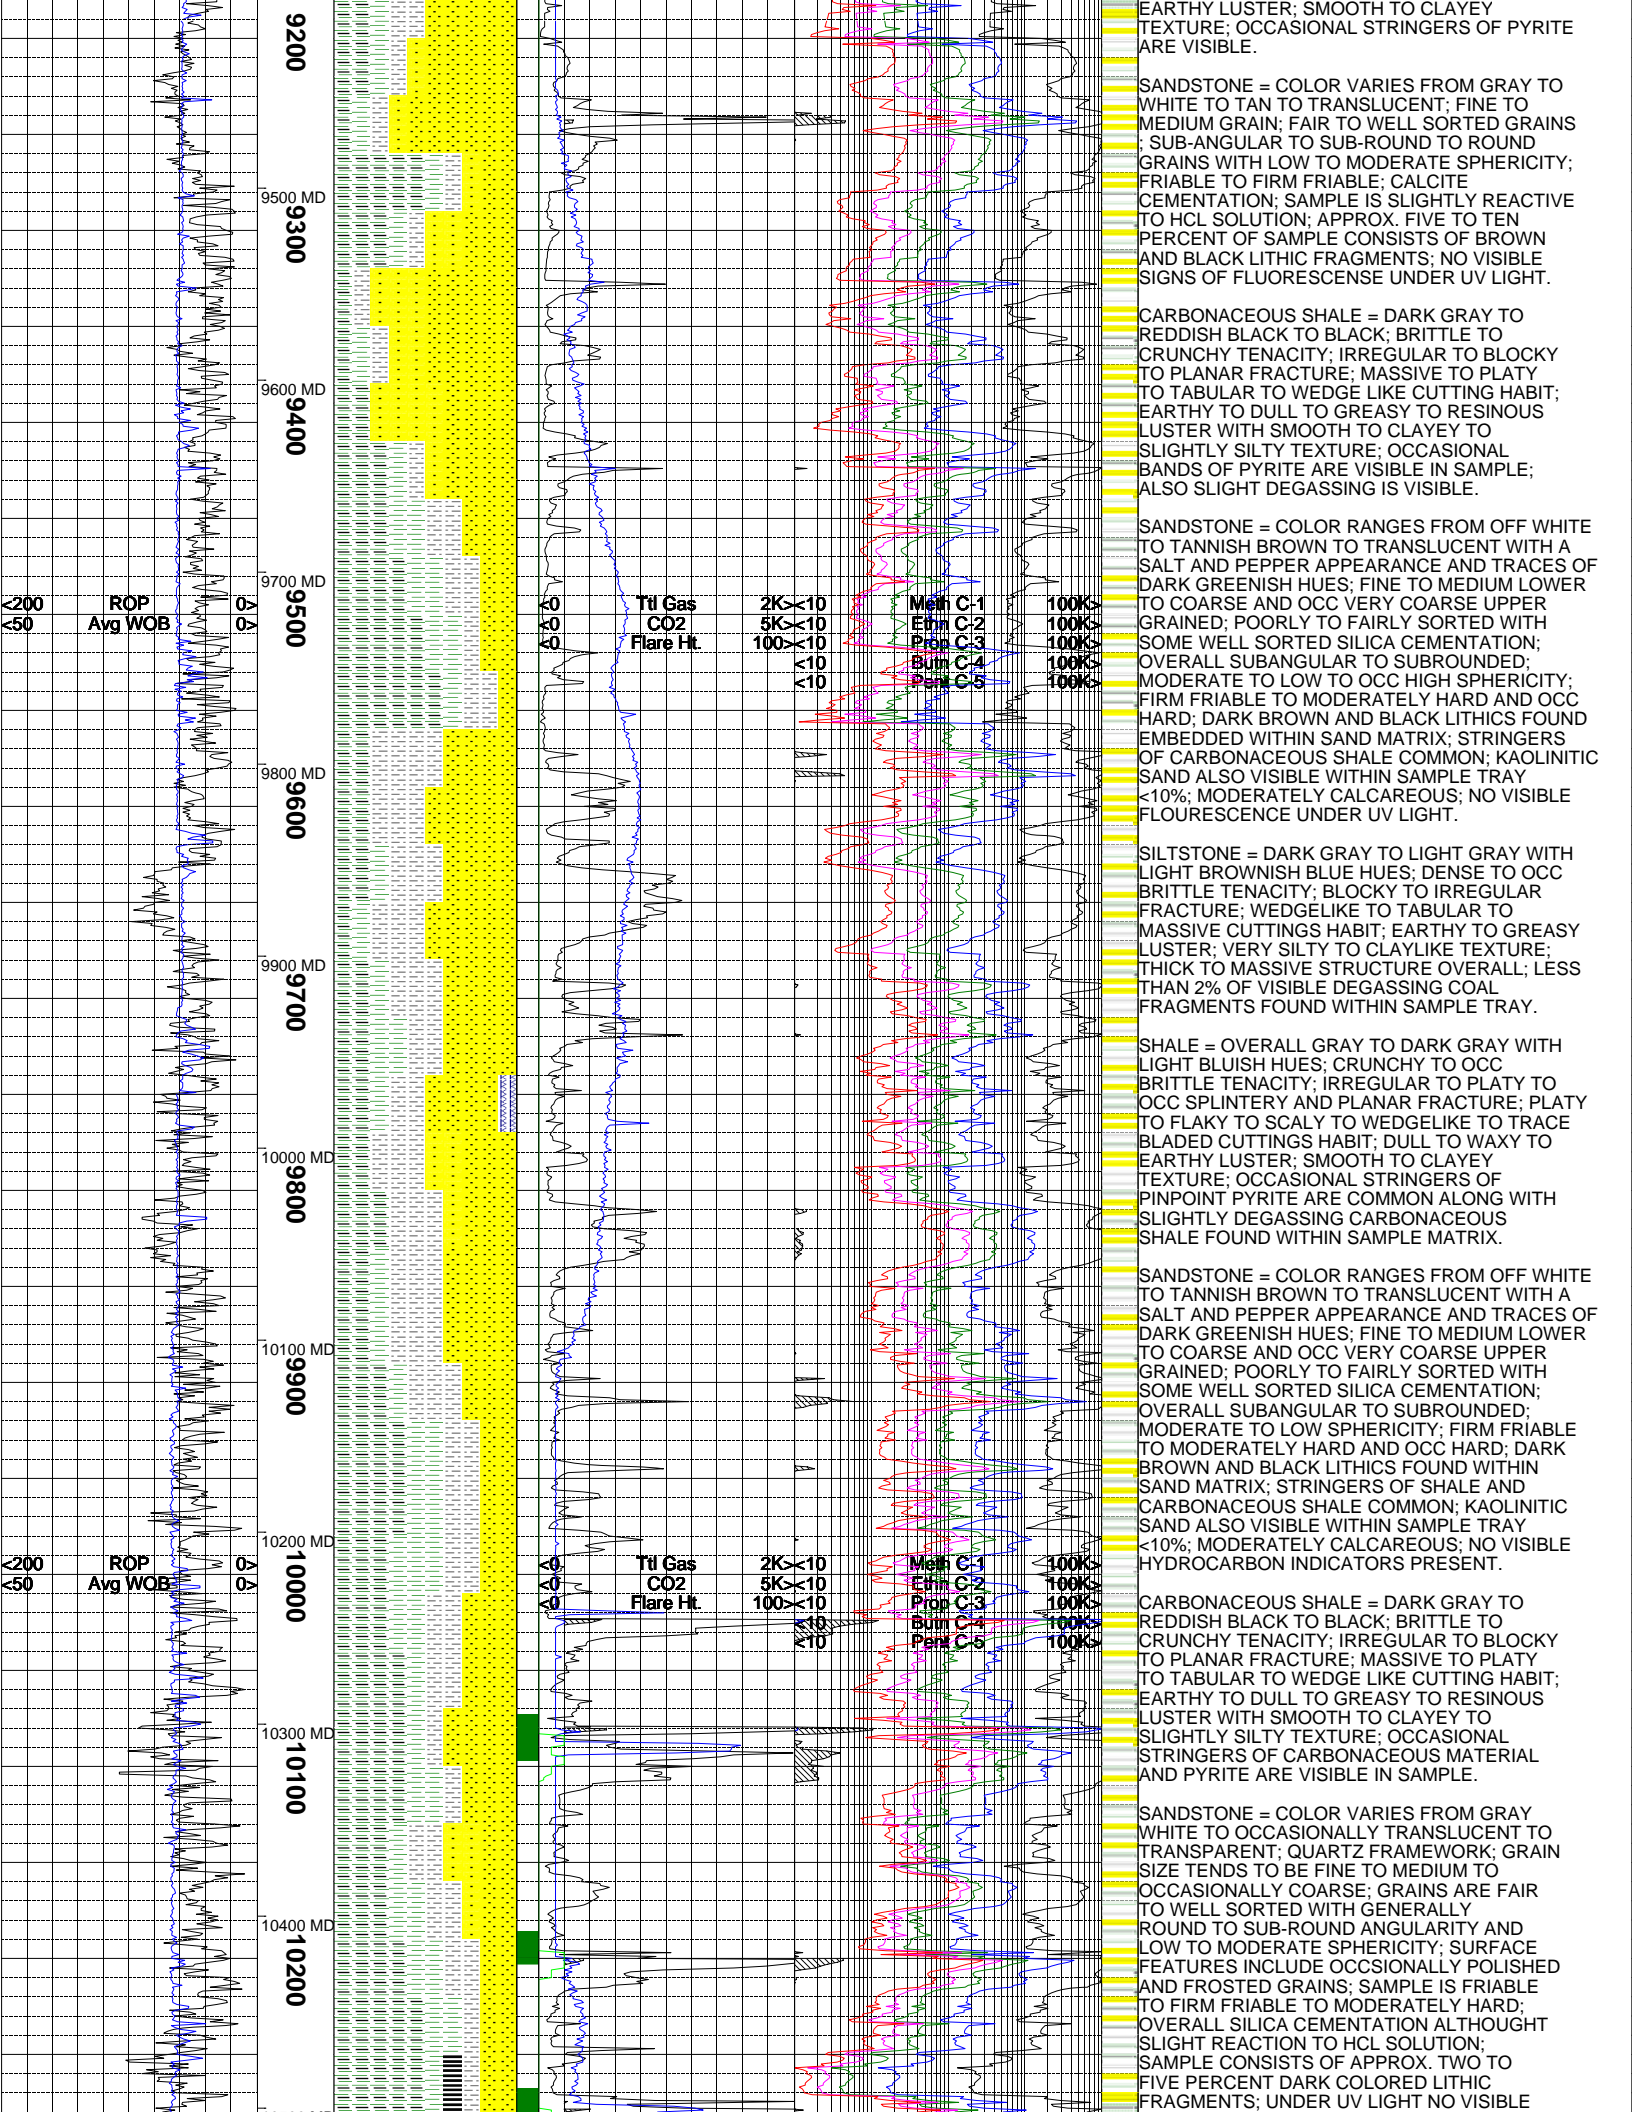 EARTHY LUSTER; SMOOTH TO CLAYEY
TEXTURE; OCCASIONAL STRINGERS OF PYRITE
ARE VISIBLE.
SANDSTONE = COLOR VARIES FROM GRAY TO
WHITE TO TAN TO TRANSLUCENT; FINE TO
MEDIUM GRAIN; FAIR TO WELL SORTED GRAINS
; SUB-ANGULAR TO SUB-ROUND TO ROUND
GRAINS WITH LOW TO MODERATE SPHERICITY;
FRIABLE TO FIRM FRIABLE; CALCITE
CEMENTATION; SAMPLE IS SLIGHTLY REACTIVE
TO HCL SOLUTION; APPROX. FIVE TO TEN
PERCENT OF SAMPLE CONSISTS OF BROWN
AND BLACK LITHIC FRAGMENTS; NO VISIBLE
SIGNS OF FLUORESCENSE UNDER UV LIGHT.
CARBONACEOUS SHALE = DARK GRAY TO
REDDISH BLACK TO BLACK; BRITTLE TO
CRUNCHY TENACITY; IRREGULAR TO BLOCKY
TO PLANAR FRACTURE; MASSIVE TO PLATY
TO TABULAR TO WEDGE LIKE CUTTING HABIT;
EARTHY TO DULL TO GREASY TO RESINOUS
LUSTER WITH SMOOTH TO CLAYEY TO
SLIGHTLY SILTY TEXTURE; OCCASIONAL
BANDS OF PYRITE ARE VISIBLE IN SAMPLE;
ALSO SLIGHT DEGASSING IS VISIBLE.
SANDSTONE = COLOR RANGES FROM OFF WHITE
TO TANNISH BROWN TO TRANSLUCENT WITH A
SALT AND PEPPER APPEARANCE AND TRACES OF
DARK GREENISH HUES; FINE TO MEDIUM LOWER
TO COARSE AND OCC VERY COARSE UPPER
GRAINED; POORLY TO FAIRLY SORTED WITH
SOME WELL SORTED SILICA CEMENTATION;
OVERALL SUBANGULAR TO SUBROUNDED;
MODERATE TO LOW TO OCC HIGH SPHERICITY;
FIRM FRIABLE TO MODERATELY HARD AND OCC
HARD; DARK BROWN AND BLACK LITHICS FOUND
EMBEDDED WITHIN SAND MATRIX; STRINGERS
OF CARBONACEOUS SHALE COMMON; KAOLINITIC
SAND ALSO VISIBLE WITHIN SAMPLE TRAY
<10%; MODERATELY CALCAREOUS; NO VISIBLE
FLOURESCENCE UNDER UV LIGHT.
SILTSTONE = DARK GRAY TO LIGHT GRAY WITH
LIGHT BROWNISH BLUE HUES; DENSE TO OCC
BRITTLE TENACITY; BLOCKY TO IRREGULAR
FRACTURE; WEDGELIKE TO TABULAR TO
MASSIVE CUTTINGS HABIT; EARTHY TO GREASY
LUSTER; VERY SILTY TO CLAYLIKE TEXTURE;
THICK TO MASSIVE STRUCTURE OVERALL; LESS
THAN 2% OF VISIBLE DEGASSING COAL
FRAGMENTS FOUND WITHIN SAMPLE TRAY.
SHALE = OVERALL GRAY TO DARK GRAY WITH
LIGHT BLUISH HUES; CRUNCHY TO OCC
BRITTLE TENACITY; IRREGULAR TO PLATY TO
OCC SPLINTERY AND PLANAR FRACTURE; PLATY
TO FLAKY TO SCALY TO WEDGELIKE TO TRACE
BLADED CUTTINGS HABIT; DULL TO WAXY TO
EARTHY LUSTER; SMOOTH TO CLAYEY
TEXTURE; OCCASIONAL STRINGERS OF
PINPOINT PYRITE ARE COMMON ALONG WITH
SLIGHTLY DEGASSING CARBONACEOUS
SHALE FOUND WITHIN SAMPLE MATRIX.
SANDSTONE = COLOR RANGES FROM OFF WHITE
TO TANNISH BROWN TO TRANSLUCENT WITH A
SALT AND PEPPER APPEARANCE AND TRACES OF
DARK GREENISH HUES; FINE TO MEDIUM LOWER
TO COARSE AND OCC VERY COARSE UPPER
GRAINED; POORLY TO FAIRLY SORTED WITH
SOME WELL SORTED SILICA CEMENTATION;
OVERALL SUBANGULAR TO SUBROUNDED;
MODERATE TO LOW SPHERICITY; FIRM FRIABLE
TO MODERATELY HARD AND OCC HARD; DARK
BROWN AND BLACK LITHICS FOUND WITHIN
SAND MATRIX; STRINGERS OF SHALE AND
CARBONACEOUS SHALE COMMON; KAOLINITIC
SAND ALSO VISIBLE WITHIN SAMPLE TRAY
<10%; MODERATELY CALCAREOUS; NO VISIBLE
HYDROCARBON INDICATORS PRESENT.
CARBONACEOUS SHALE = DARK GRAY TO
REDDISH BLACK TO BLACK; BRITTLE TO
CRUNCHY TENACITY; IRREGULAR TO BLOCKY
TO PLANAR FRACTURE; MASSIVE TO PLATY
TO TABULAR TO WEDGE LIKE CUTTING HABIT;
EARTHY TO DULL TO GREASY TO RESINOUS
LUSTER WITH SMOOTH TO CLAYEY TO
SLIGHTLY SILTY TEXTURE; OCCASIONAL
STRINGERS OF CARBONACEOUS MATERIAL
AND PYRITE ARE VISIBLE IN SAMPLE.
SANDSTONE = COLOR VARIES FROM GRAY
WHITE TO OCCASIONALLY TRANSLUCENT TO
TRANSPARENT; QUARTZ FRAMEWORK; GRAIN
SIZE TENDS TO BE FINE TO MEDIUM TO
OCCASIONALLY COARSE; GRAINS ARE FAIR
TO WELL SORTED WITH GENERALLY
ROUND TO SUB-ROUND ANGULARITY AND
LOW TO MODERATE SPHERICITY; SURFACE
FEATURES INCLUDE OCCSIONALLY POLISHED
AND FROSTED GRAINS; SAMPLE IS FRIABLE
TO FIRM FRIABLE TO MODERATELY HARD;
OVERALL SILICA CEMENTATION ALTHOUGHT
SLIGHT REACTION TO HCL SOLUTION;
SAMPLE CONSISTS OF APPROX. TWO TO
FIVE PERCENT DARK COLORED LITHIC
FRAGMENTS; UNDER UV LIGHT NO VISIBLE
9200
9500 MD
9300
9600 MD
9400
9700 MD
9500
9800 MD
9600
9900 MD
9700
10000 MD
9800
10100 MD
9900
10200 MD
10000
10300 MD
10100
10400 MD
10200
<200 ROP 0>
<50 Avg WOB 0>
<0 Ttl Gas 2K>
<0 CO2 5K>
<0 Flare Ht. 100>
<10 Meth C-1 100K>
<10 Ethn C-2 100K>
<10 Prop C-3 100K>
<10 Butn C-4 100K>
<10 Pent C-5 100K>
<200 ROP 0>
<50 Avg WOB 0>
<0 Ttl Gas 2K>
<0 CO2 5K>
<0 Flare Ht. 100>
<10 Meth C-1 100K>
<10 Ethn C-2 100K>
<10 Prop C-3 100K>
<10 Butn C-4 100K>
<10 Pent C-5 100K>